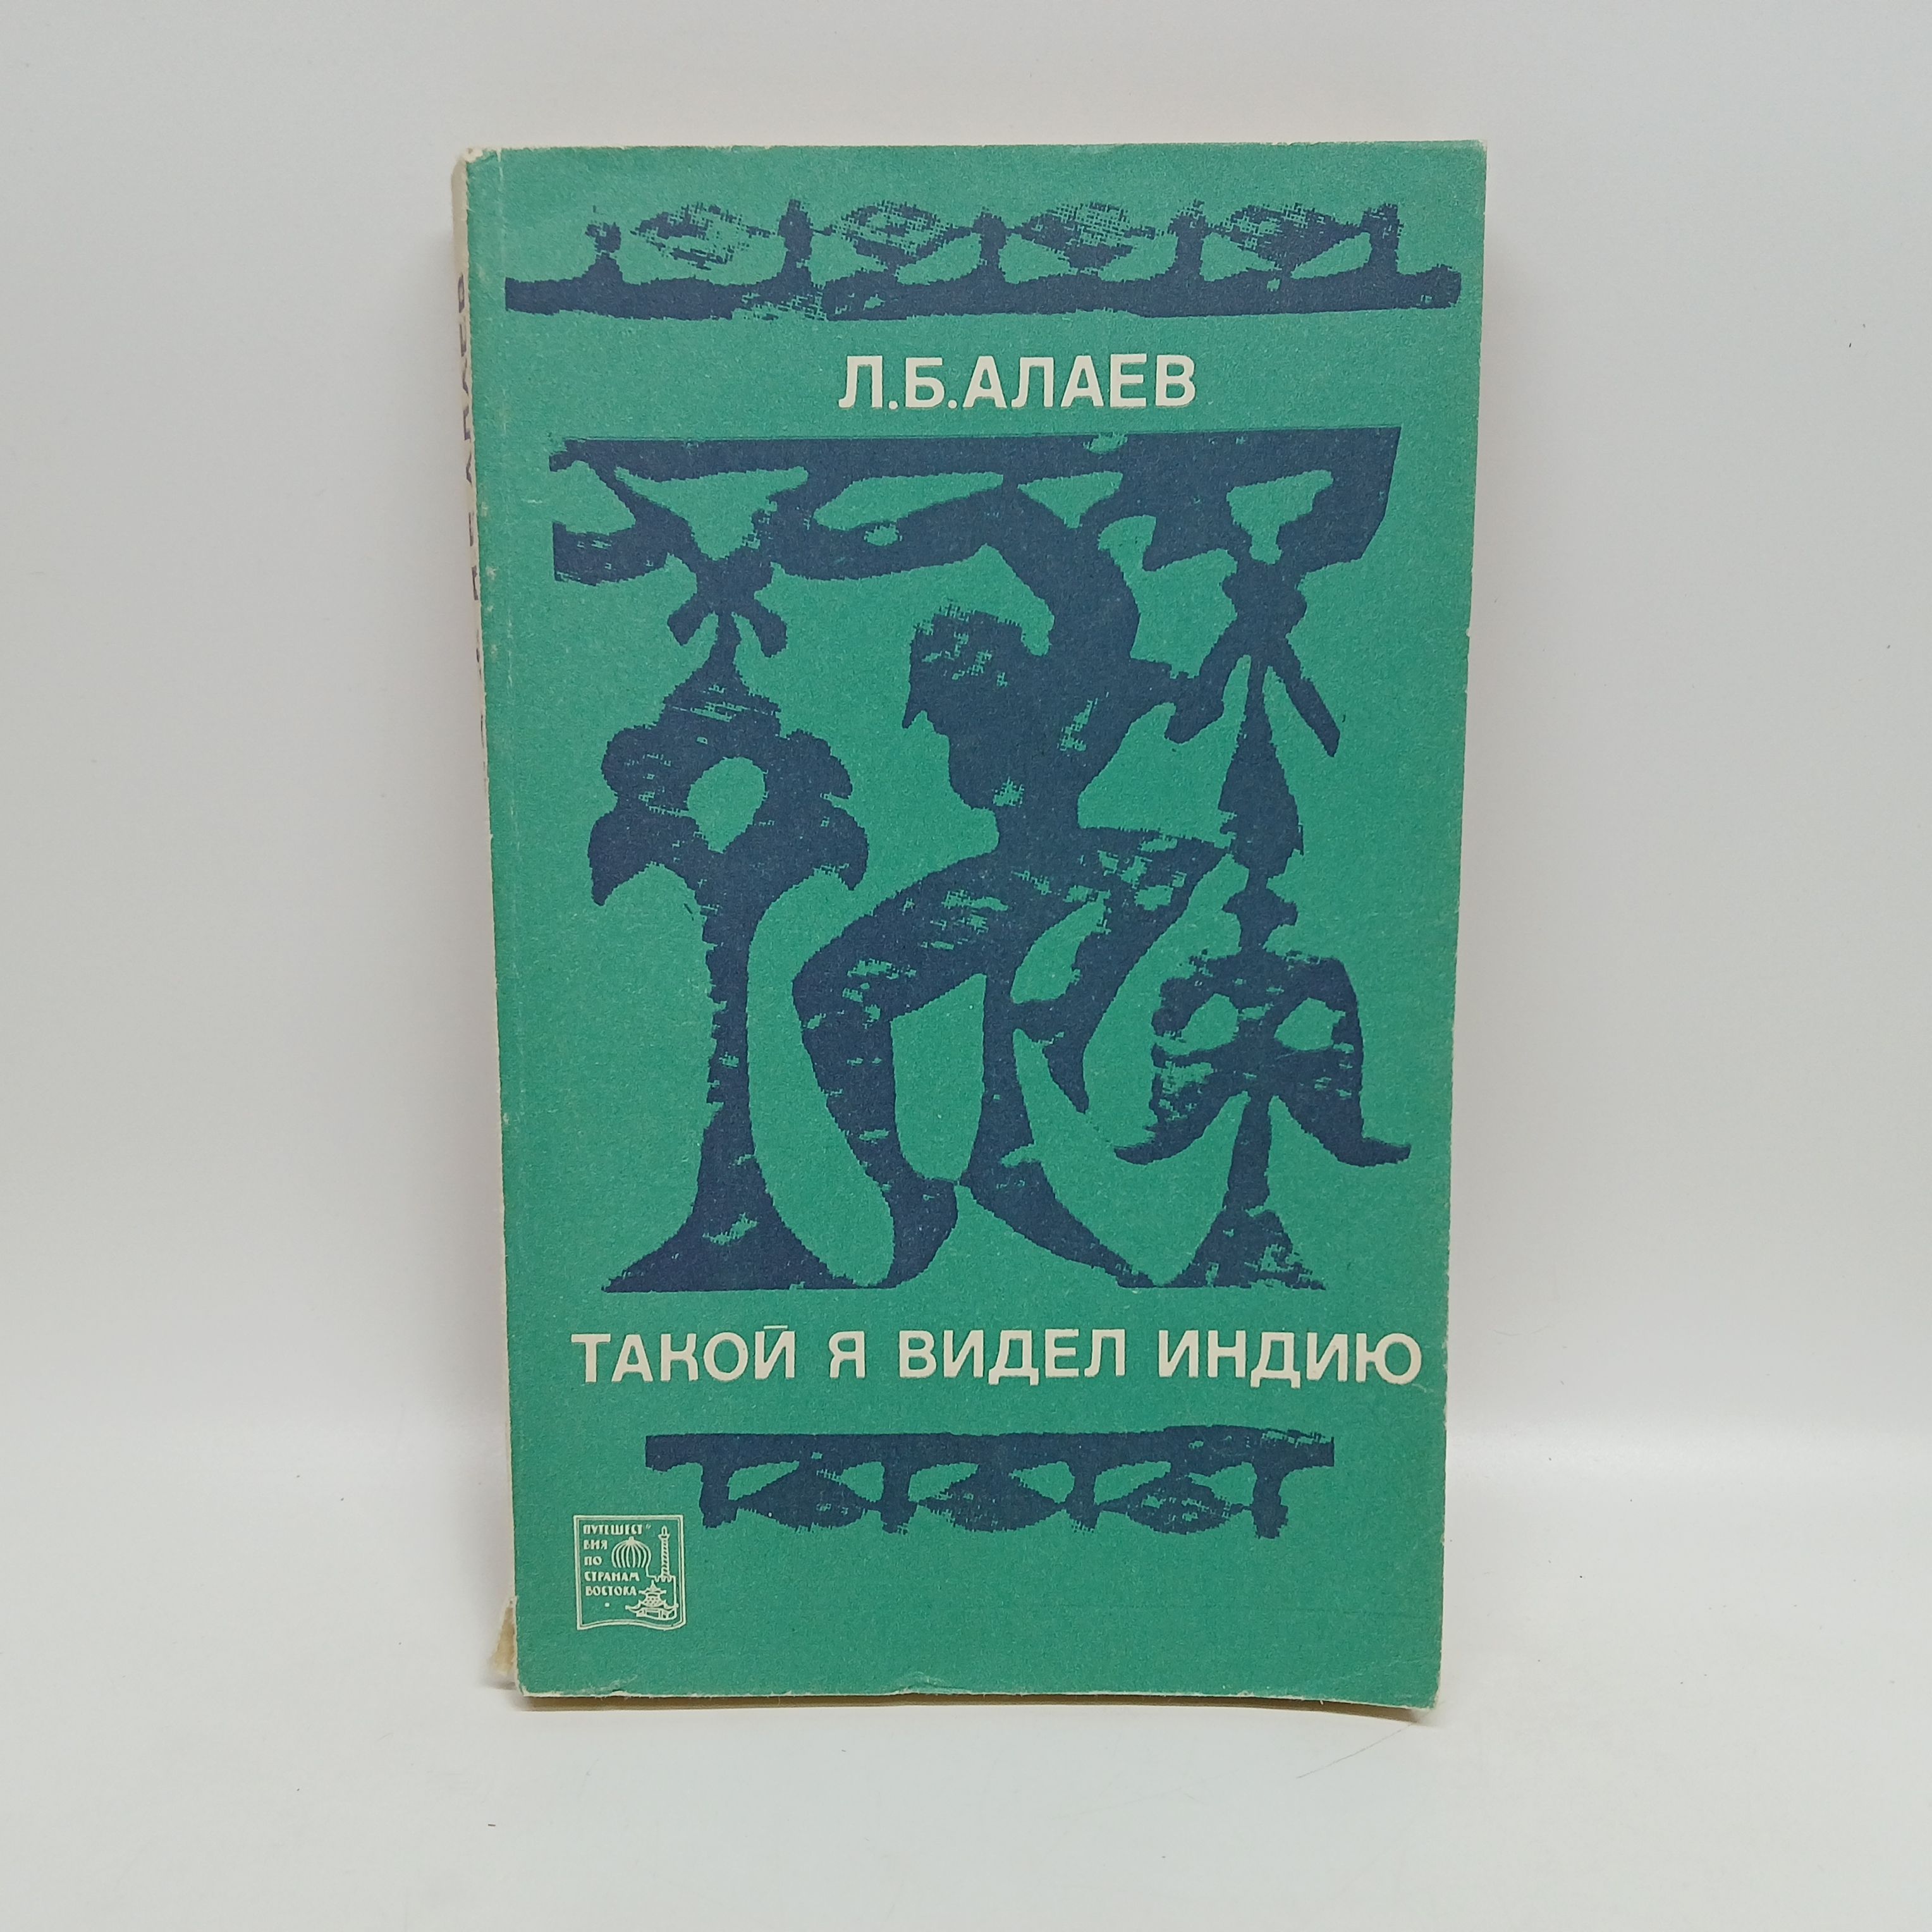 Л.Б.АЛАЕВ
ТАКОЙ Я ВИДЕЛ ИНДИЮ
ПУТЕШЕСТ
ВИЯ
ПО
СТРАНАМ
ВОСТОКА